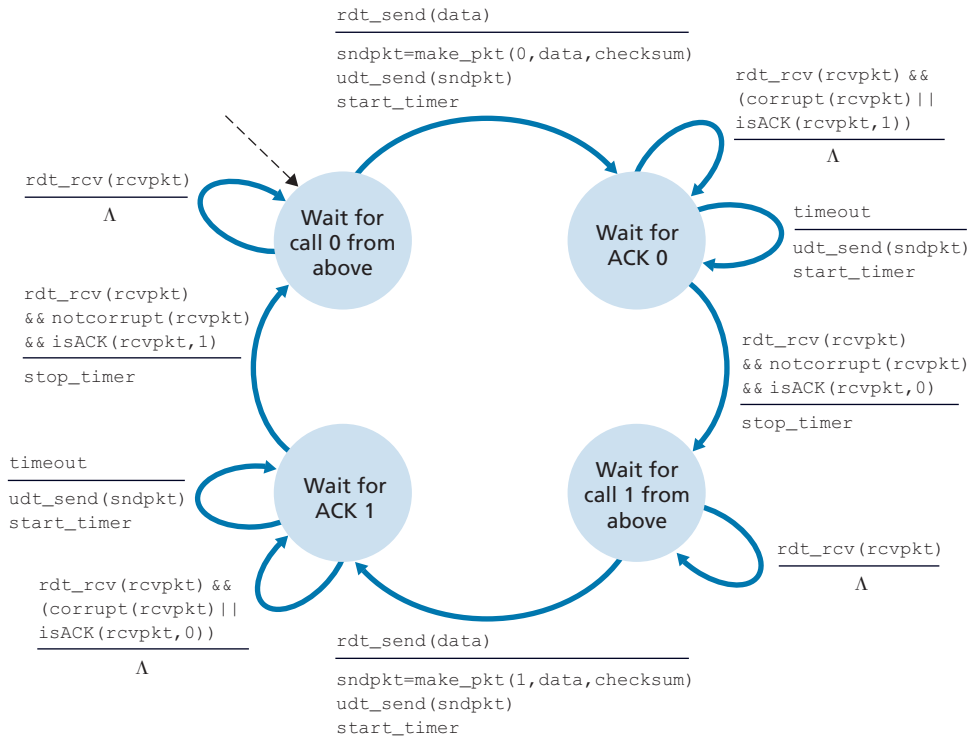 rdt_send(data)
sndpkt=make_pkt(0,data,checksum)
udt_send(sndpkt)
start_timer
rdt_rcv(rcvpkt) &&
(corrupt(rcvpkt)||
isACK(rcvpkt,1))
Λ
rdt_rcv(rcvpkt)
Λ
Wait for
call 0 from
above
Wait for
ACK 0
timeout
udt_send(sndpkt)
start_timer
rdt_rcv(rcvpkt)
&& notcorrupt(rcvpkt)
&& isACK(rcvpkt,1)
stop_timer
rdt_rcv(rcvpkt)
&& notcorrupt(rcvpkt)
&& isACK(rcvpkt,0)
stop_timer
timeout
udt_send(sndpkt)
start_timer
Wait for
ACK 1
Wait for
call 1 from
above
rdt_rcv(rcvpkt)
Λ
rdt_rcv(rcvpkt) &&
(corrupt(rcvpkt)||
isACK(rcvpkt,0))
Λ
rdt_send(data)
sndpkt=make_pkt(1,data,checksum)
udt_send(sndpkt)
start_timer